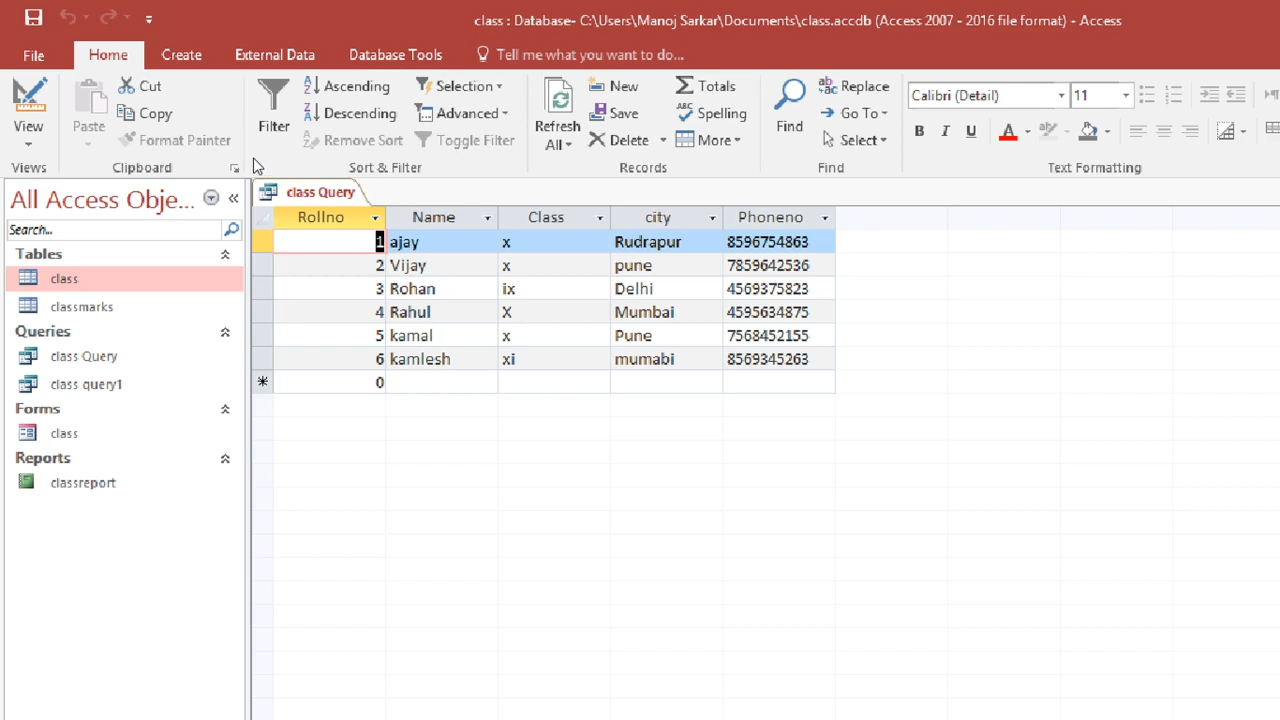 class : Database- C:\Users\Manoj Sarkar\Documents\class.accdb (Access 2007 - 2016 file format) - Access
File Home Create External Data Database Tools Tell me what you want to do...
View
Views
Paste
Cut
Copy
Format Painter
Clipboard
Filter
Ascending
Descending
Remove Sort
Selection
Advanced
Toggle Filter
Sort & Filter
Refresh
All
New
Save
Delete
Totals
Spelling
More
Records
Find
Replace
Go To
Select
Find
Calibri (Detail) 11
B I U A
Text Formatting
All Access Obje... «
Search..
Tables
class
classmarks
Queries
class Query
class query1
Forms
class
Reports
classreport
class Query
Rollno Name Class city Phoneno
1 ajay x Rudrapur 8596754863
2 Vijay x pune 7859642536
3 Rohan ix Delhi 4569375823
4 Rahul X Mumbai 4595634875
5 kamal x Pune 7568452155
6 kamlesh xi mumabi 8569345263
* 0